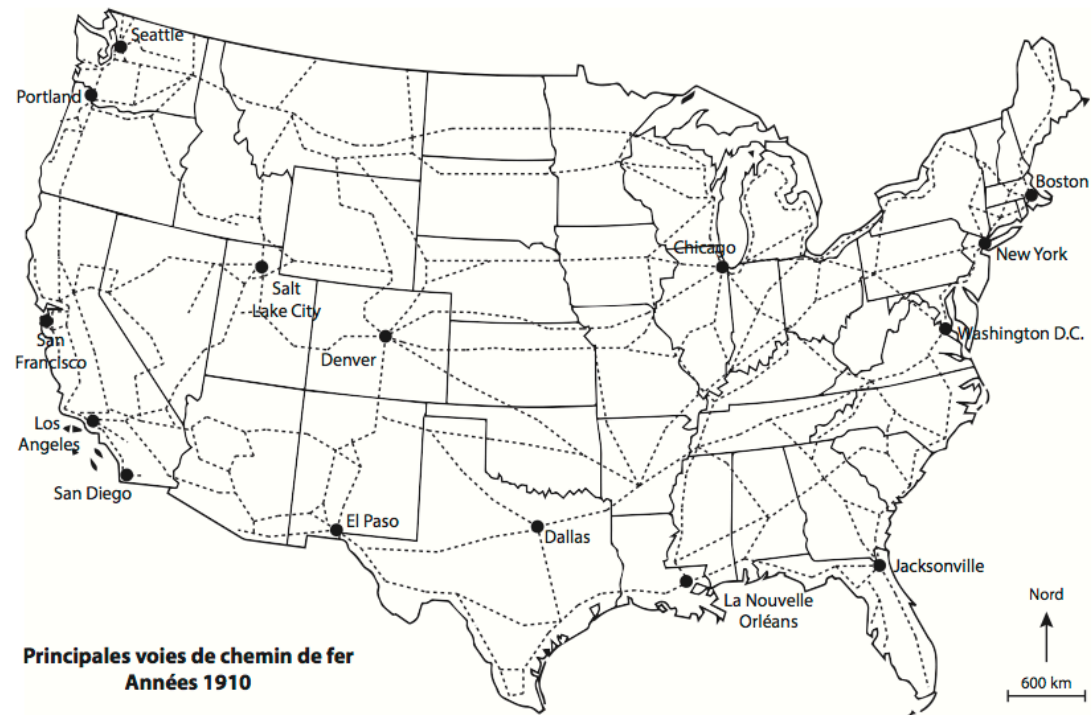 Seattle
Portland
Boston
Chicago
New York
Salt
Lake City
San
Francisco
Denver
Washington D.C.
Los
Angeles
San Diego
El Paso
Dallas
Jacksonville
La Nouvelle
Orléans
Nord
Principales voies de chemin de fer
Années 1910
600 km